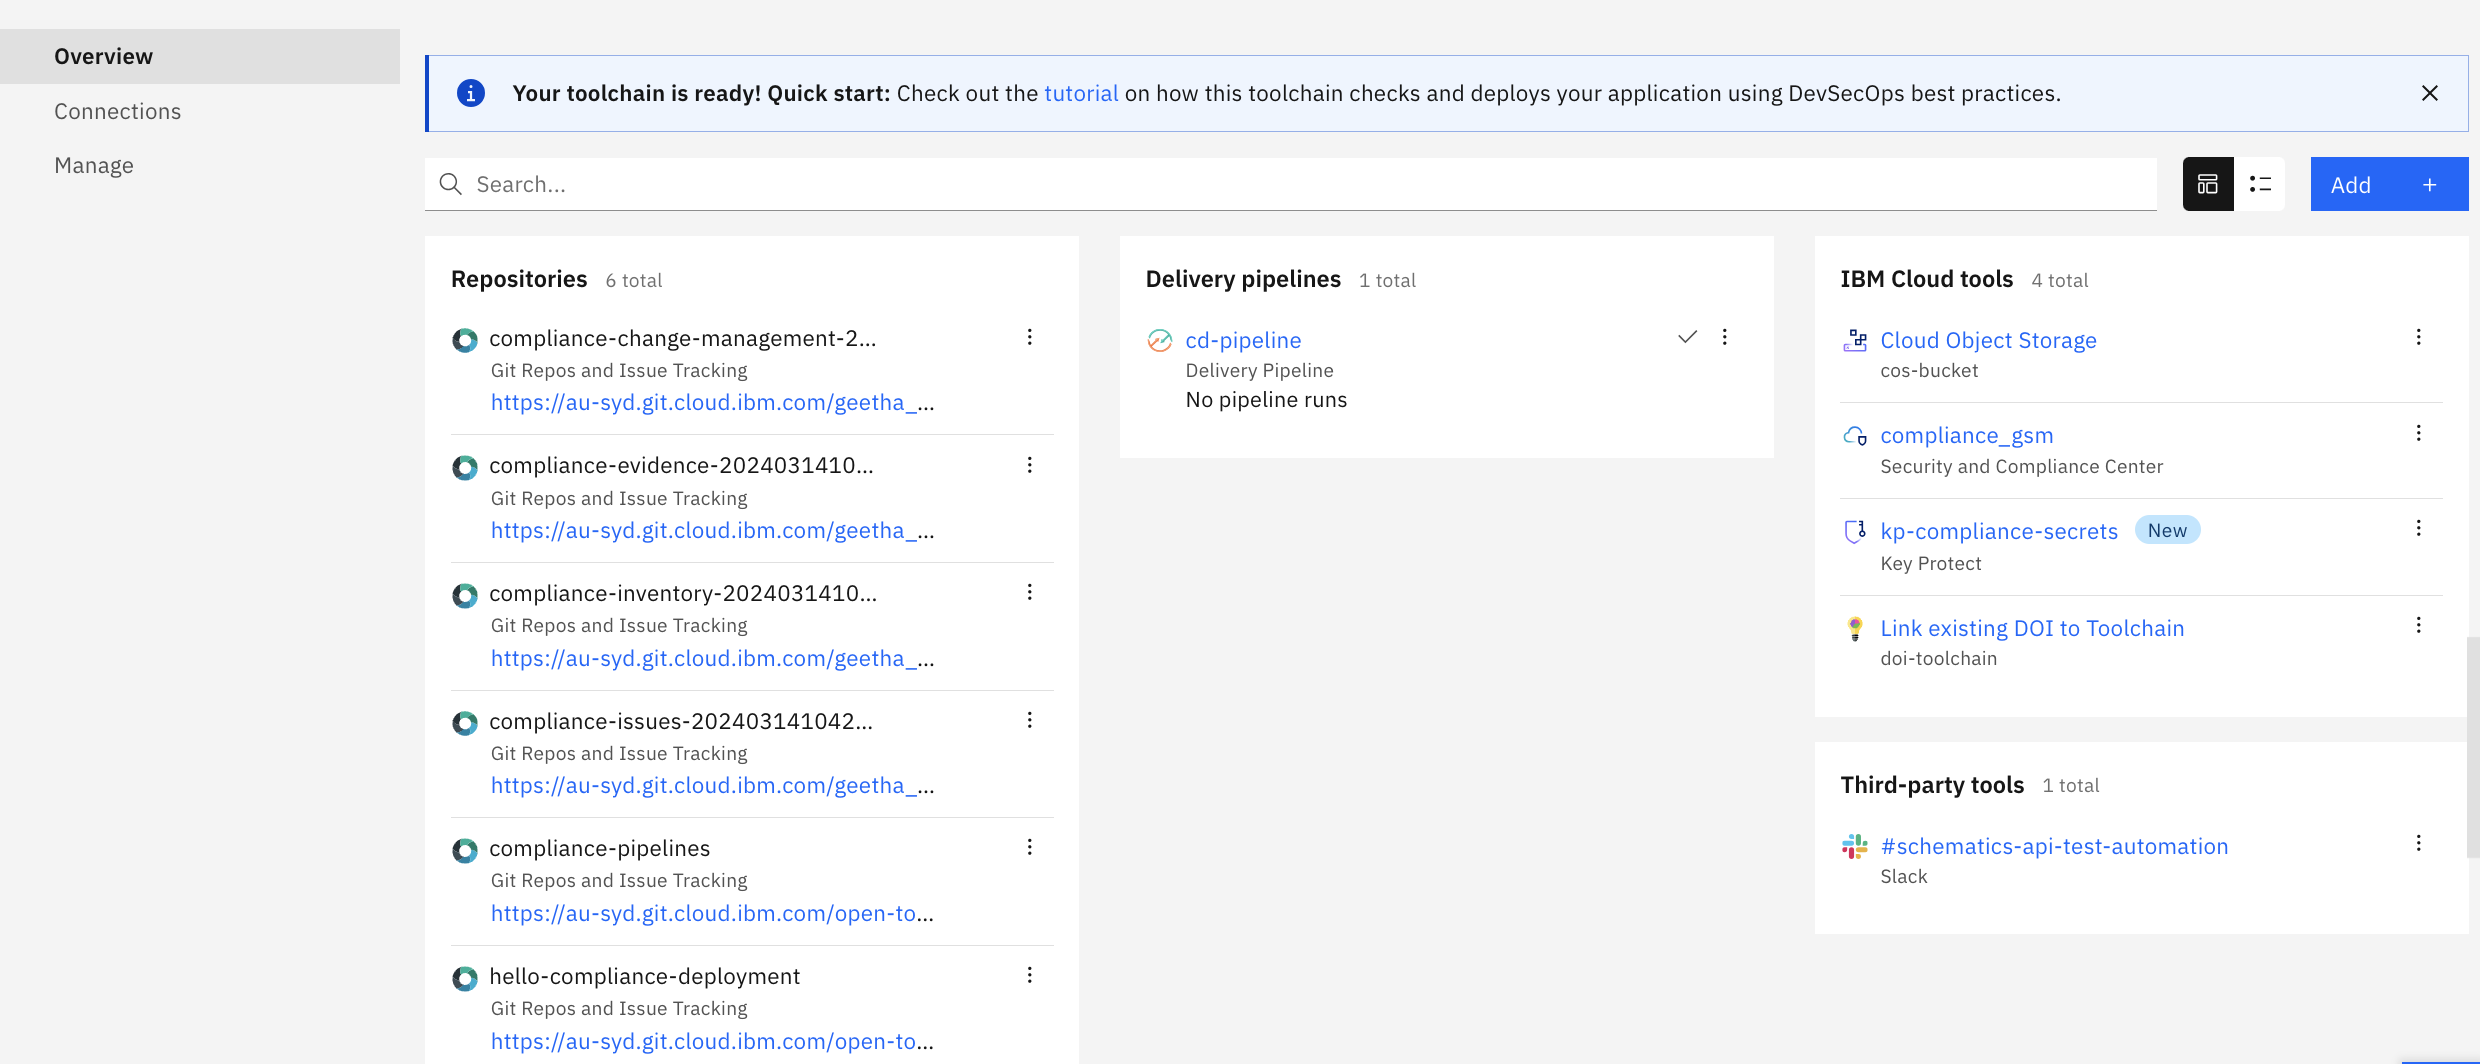 Overview
Connections
Manage
Your toolchain is ready! Quick start: Check out the tutorial on how this toolchain checks and deploys your application using DevSecOps best practices.
Search...
Add +
Repositories 6 total
compliance-change-management-2...
Git Repos and Issue Tracking
https://au-syd.git.cloud.ibm.com/geetha_...
compliance-evidence-2024031410...
Git Repos and Issue Tracking
https://au-syd.git.cloud.ibm.com/geetha_...
compliance-inventory-2024031410...
Git Repos and Issue Tracking
https://au-syd.git.cloud.ibm.com/geetha_...
compliance-issues-202403141042...
Git Repos and Issue Tracking
https://au-syd.git.cloud.ibm.com/geetha_...
compliance-pipelines
Git Repos and Issue Tracking
https://au-syd.git.cloud.ibm.com/open-to...
hello-compliance-deployment
Git Repos and Issue Tracking
https://au-syd.git.cloud.ibm.com/open-to...
Delivery pipelines 1 total
cd-pipeline
Delivery Pipeline
No pipeline runs
IBM Cloud tools 4 total
Cloud Object Storage
cos-bucket
compliance_gsm
Security and Compliance Center
kp-compliance-secrets New
Key Protect
Link existing DOI to Toolchain
doi-toolchain
Third-party tools 1 total
#schematics-api-test-automation
Slack